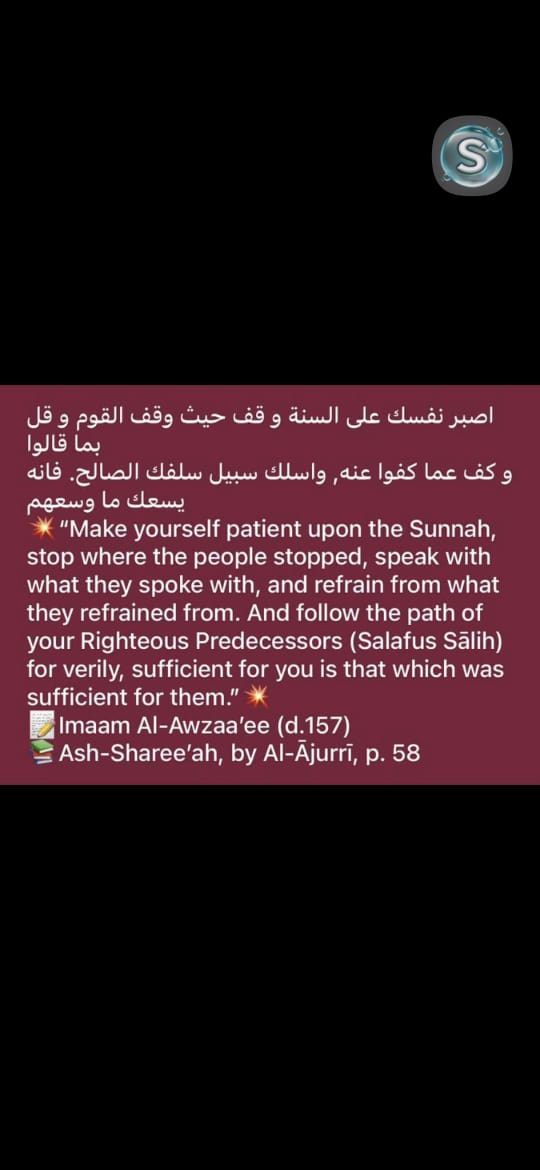 S
اصبر نفسك على السنة و قف حيث وقف القوم و قل
بما قالوا
و كف عما كفوا عنه, واسلك سبيل سلفك الصالح. فانه
يسعك ما وسعهم
💥 “Make yourself patient upon the Sunnah,
stop where the people stopped, speak with
what they spoke with, and refrain from what
they refrained from. And follow the path of
your Righteous Predecessors (Salafus Sālih)
for verily, sufficient for you is that which was
sufficient for them.” 💥
📝Imaam Al-Awzaa’ee (d.157)
📚Ash-Sharee’ah, by Al-Ājurrī, p. 58